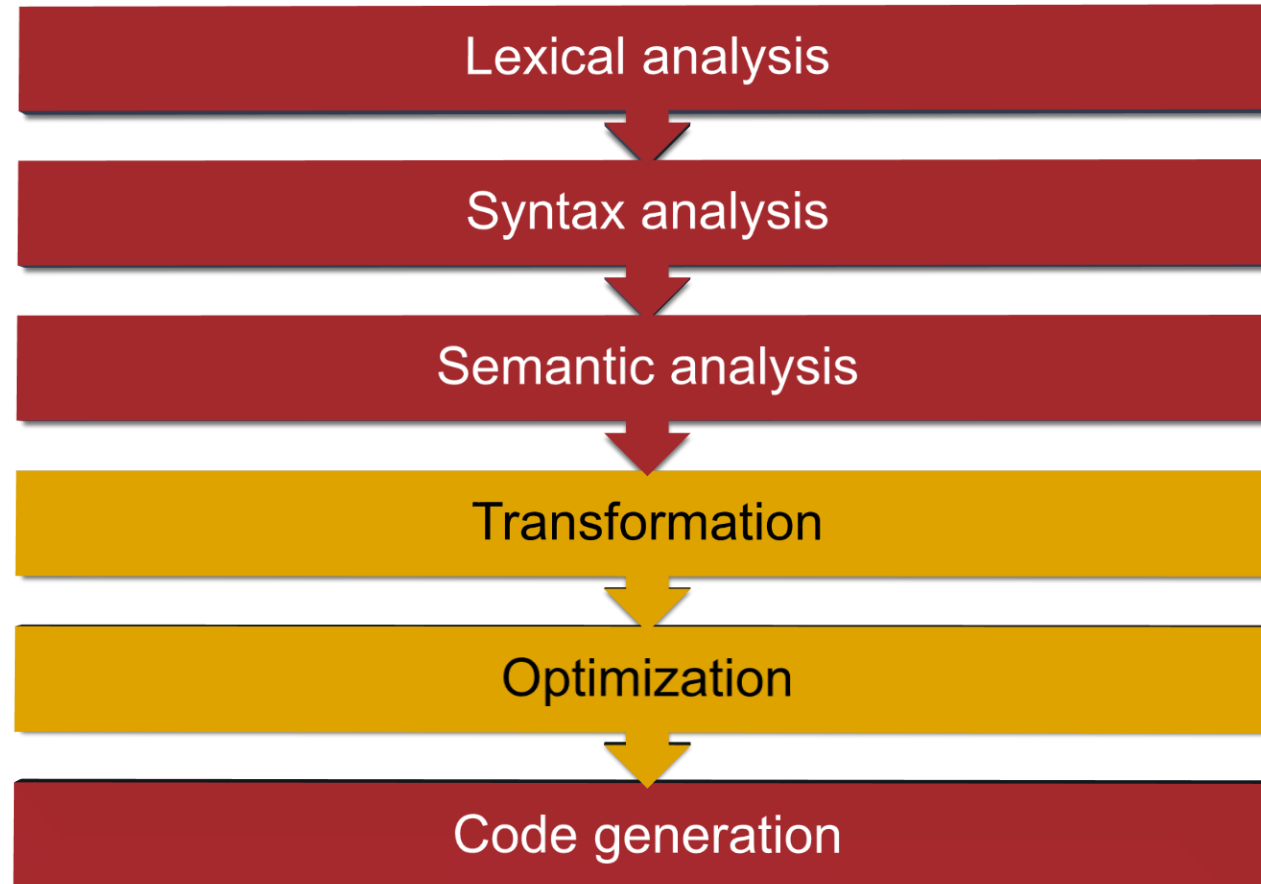 Lexical analysis
Syntax analysis
Semantic analysis
Transformation
Optimization
Code generation